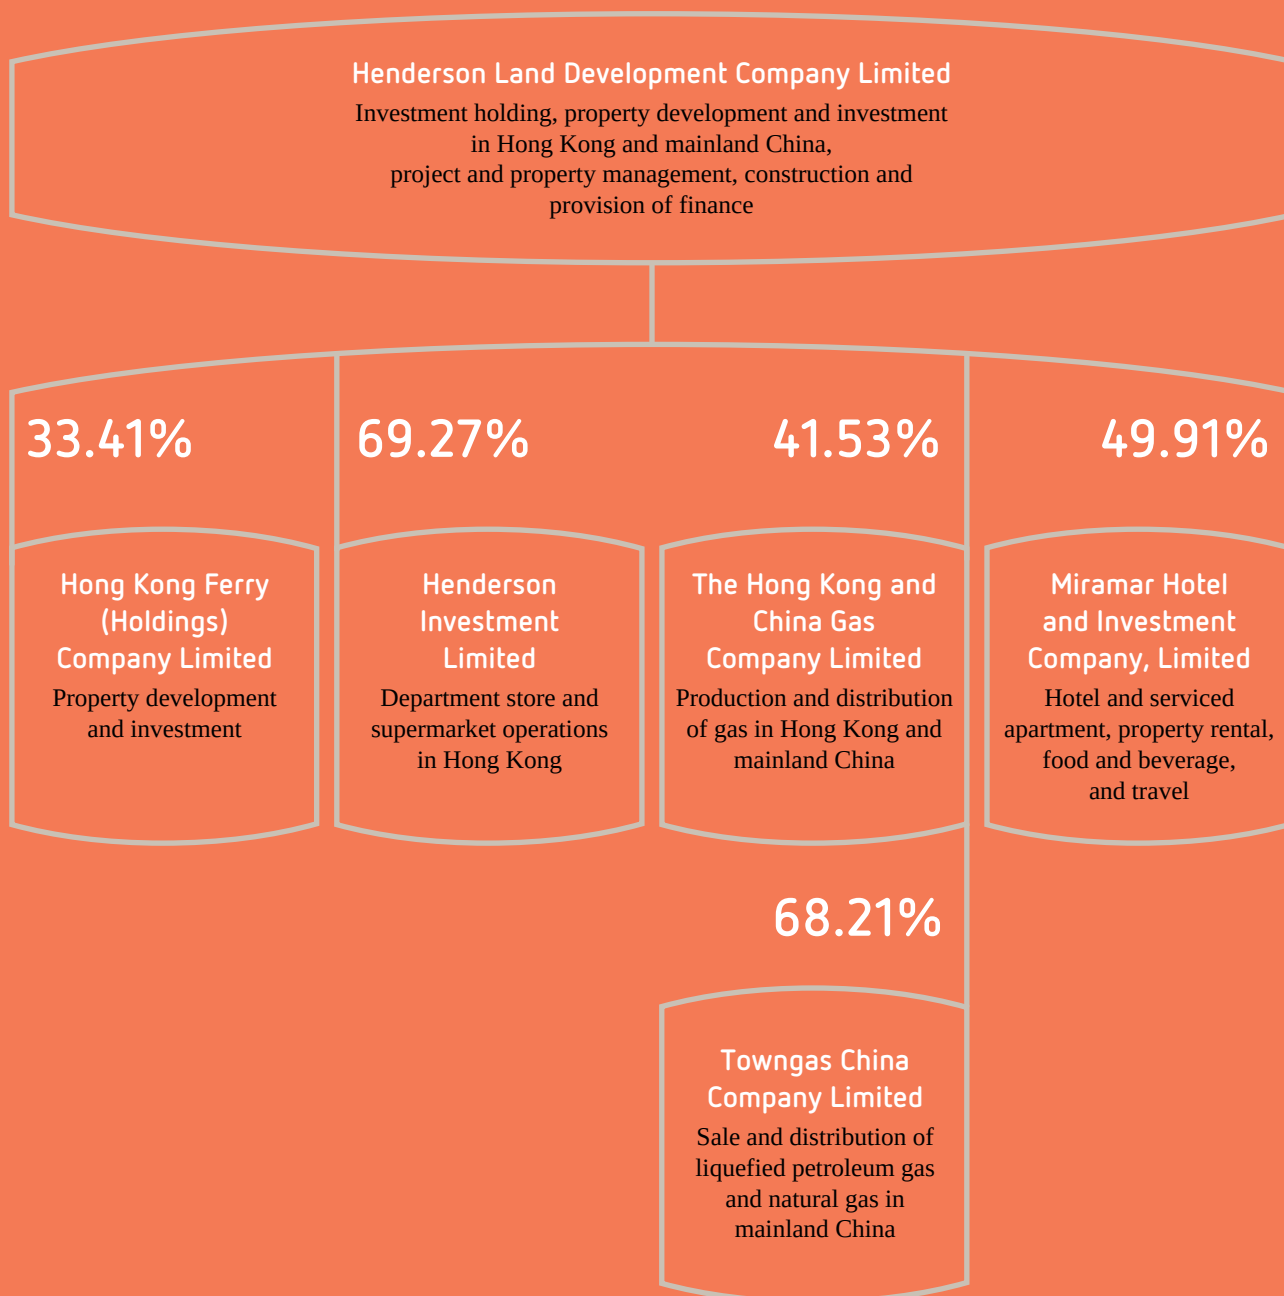 Henderson Land Development Company Limited
Investment holding, property development and investment
in Hong Kong and mainland China,
project and property management, construction and
provision of finance
33.41%
69.27%
41.53%
49.91%
Hong Kong Ferry
(Holdings)
Company Limited
Property development
and investment
Henderson
Investment
Limited
Department store and
supermarket operations
in Hong Kong
The Hong Kong and
China Gas
Company Limited
Production and distribution
of gas in Hong Kong and
mainland China
Miramar Hotel
and Investment
Company, Limited
Hotel and serviced
apartment, property rental,
food and beverage,
and travel
68.21%
Towngas China
Company Limited
Sale and distribution of
liquefied petroleum gas
and natural gas in
mainland China